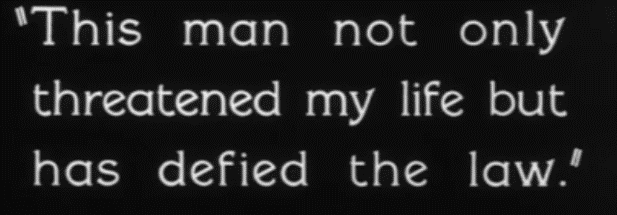 "This man not only
threatened my life but
has defied the law."